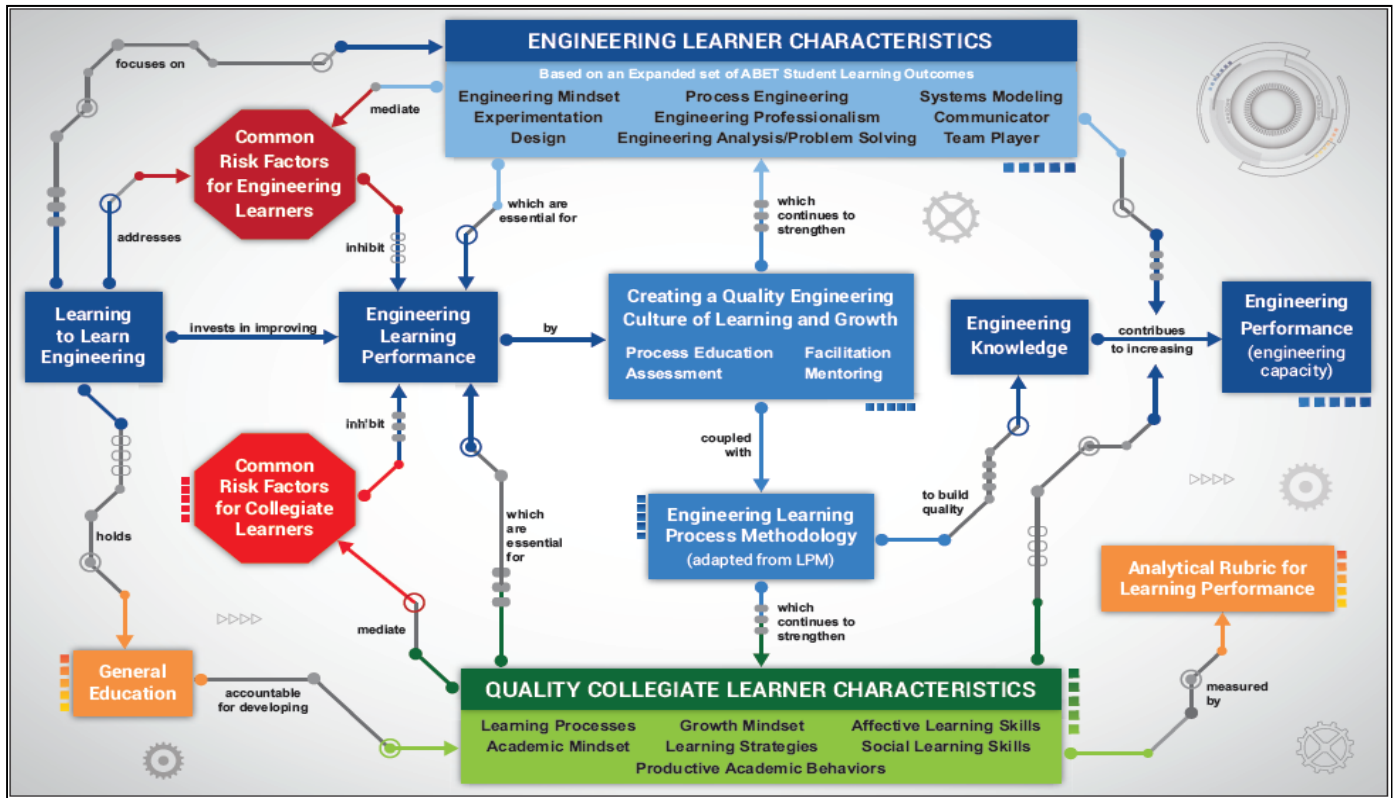 ENGINEERING LEARNER CHARACTERISTICS
Based on an Expanded set of ABET Student Learning Outcomes
Engineering Mindset Process Engineering Systems Modeling
Experimentation Engineering Professionalism Communicator
Design Engineering Analysis/Problem Solving Team Player
focuses on
mediate
Common
Risk Factors
for Engineering
Learners
addresses
inhibit
which are
essential for
which
continues to
strengthen
Learning
to Learn
Engineering
invests in improving
Engineering
Learning
Performance
by
Creating a Quality Engineering
Culture of Learning and Growth
Process Education Facilitation
Assessment Mentoring
Engineering
Knowledge
contributes
to increasing
Engineering
Performance
(engineering
capacity)
inhibit
Common
Risk Factors
for Collegiate
Learners
holds
which
are
essential
for
coupled
with
Engineering Learning
Process Methodology
(adapted from LPM)
to build
quality
Analytical Rubric for
Learning Performance
mediate
which
continues to
strengthen
General
Education
accountable
for developing
measured
by
QUALITY COLLEGIATE LEARNER CHARACTERISTICS
Learning Processes Growth Mindset Affective Learning Skills
Academic Mindset Learning Strategies Social Learning Skills
Productive Academic Behaviors